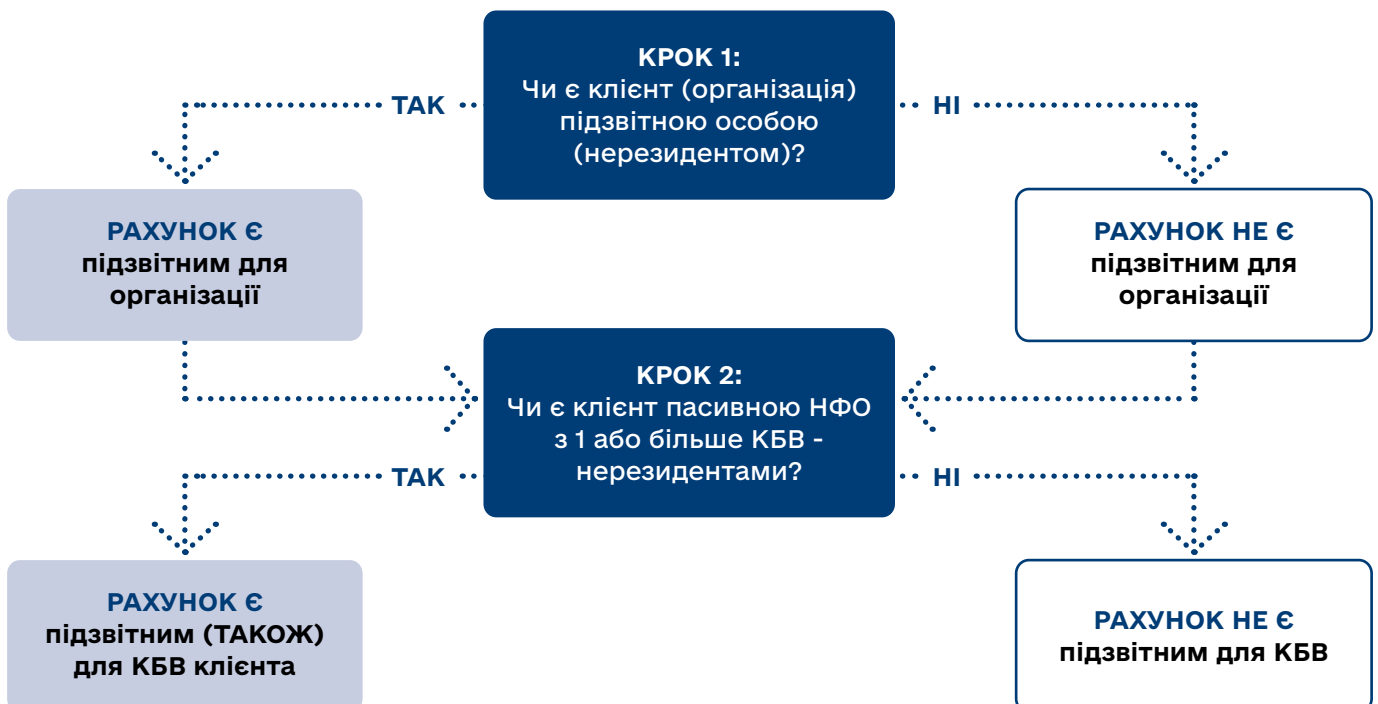 КРОК 1:
Чи є клієнт (організація)
підзвітною особою
(нерезидентом)?
ТАК
НІ
РАХУНОК Є
підзвітним для
організації
РАХУНОК НЕ Є
підзвітним для
організації
КРОК 2:
Чи є клієнт пасивною НФО
з 1 або більше КБВ -
нерезидентами?
ТАК
НІ
РАХУНОК Є
підзвітним (ТАКОЖ)
для КБВ клієнта
РАХУНОК НЕ Є
підзвітним для КБВ